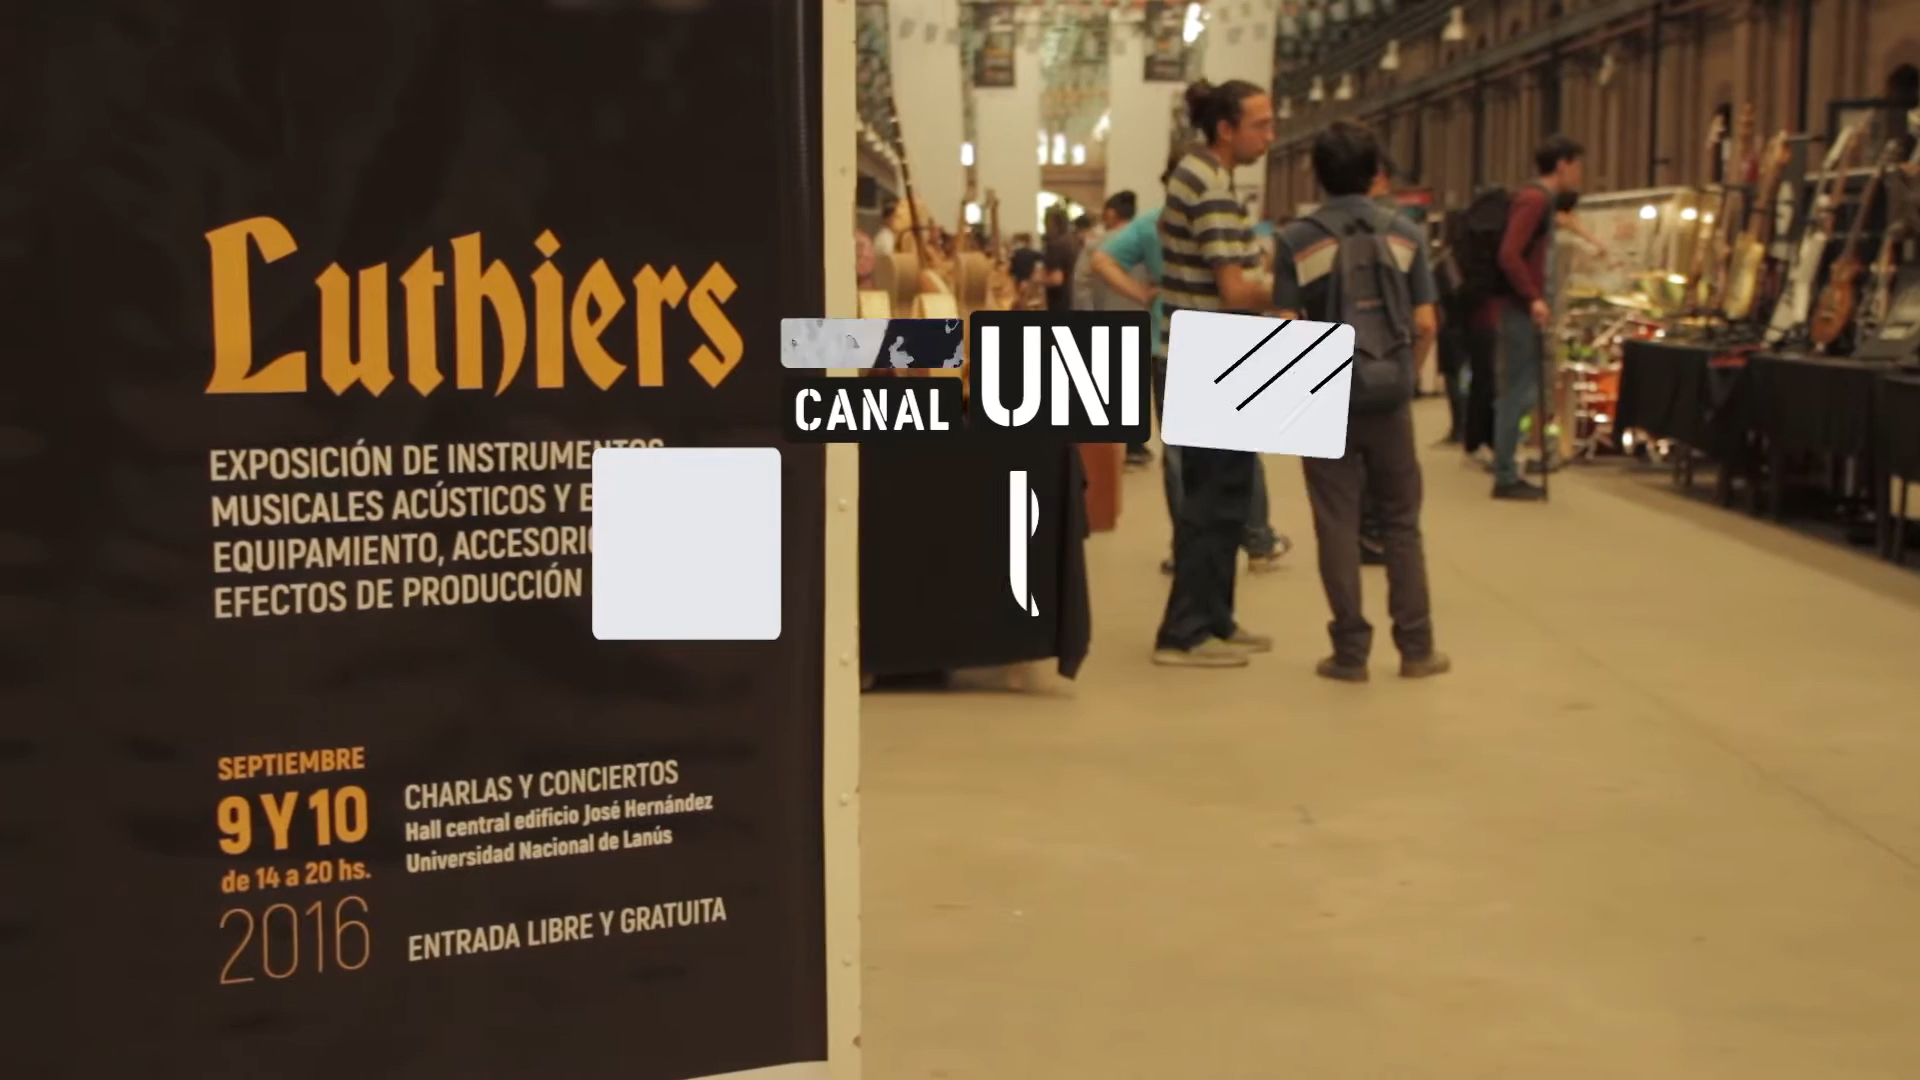 Luthiers
EXPOSICIÓN DE INSTRUMENTOS
MUSICALES ACÚSTICOS Y E
EQUIPAMIENTO, ACCESORI
EFECTOS DE PRODUCCIÓN
SEPTIEMBRE
9 Y 10
de 14 a 20 hs.
2016
CHARLAS Y CONCIERTOS
Hall central edificio José Hernández
Universidad Nacional de Lanús
ENTRADA LIBRE Y GRATUITA
CANAL
UNI